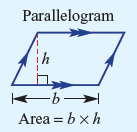 Parallelogram
h
b
Area = b × h